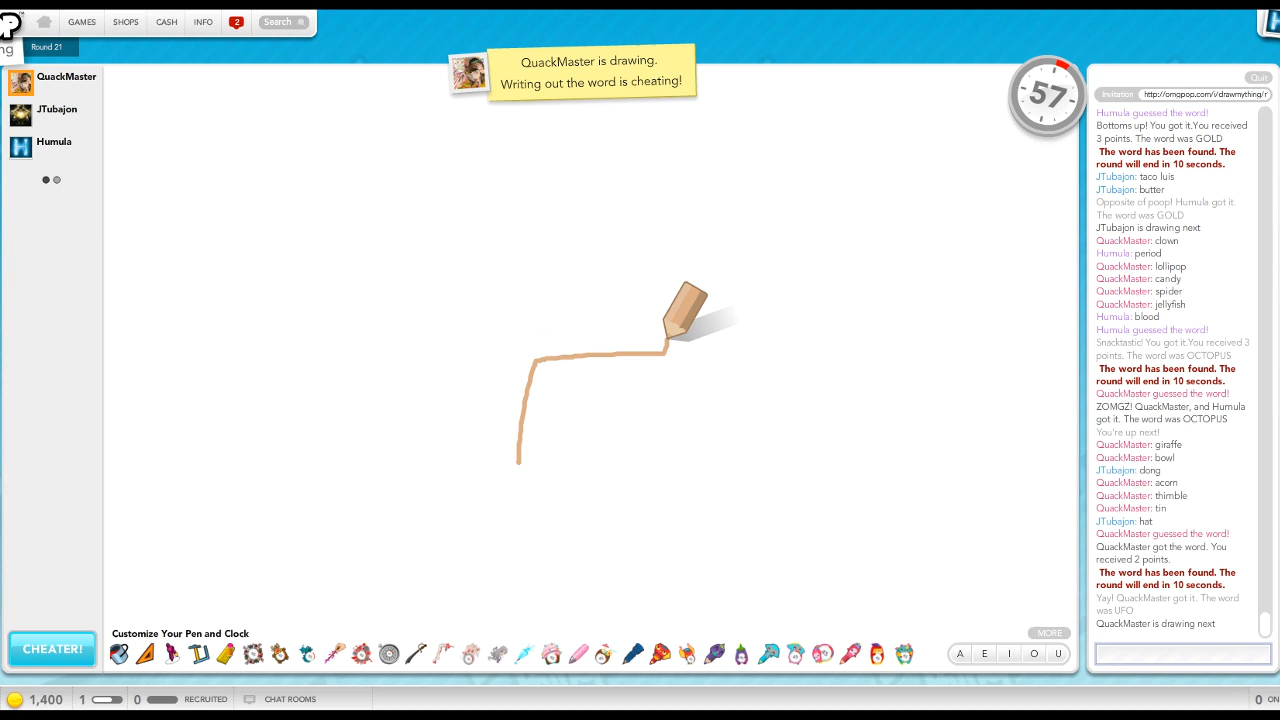 P™
GAMES
SHOPS
CASH
INFO
2
Search
ng
Round 21
QuackMaster
JTubajon
Humula
QuackMaster is drawing.
Writing out the word is cheating!
57
Quit
Invitation
http://omgpop.com/i/drawmything/r
Humula guessed the word!
Bottoms up! You got it.You received
3 points. The word was GOLD
The word has been found. The
round will end in 10 seconds.
JTubajon: taco luis
JTubajon: butter
Opposite of poop! Humula got it.
The word was GOLD
JTubajon is drawing next
QuackMaster: clown
Humula: period
QuackMaster: lollipop
QuackMaster: candy
QuackMaster: spider
QuackMaster: jellyfish
Humula: blood
Humula guessed the word!
Snacktastic! You got it.You received 3
points. The word was OCTOPUS
The word has been found. The
round will end in 10 seconds.
QuackMaster guessed the word!
ZOMGZ! QuackMaster, and Humula
got it. The word was OCTOPUS
You're up next!
QuackMaster: giraffe
QuackMaster: bowl
JTubajon: dong
QuackMaster: acorn
QuackMaster: thimble
QuackMaster: tin
JTubajon: hat
QuackMaster guessed the word!
QuackMaster got the word. You
received 2 points.
The word has been found. The
round will end in 10 seconds.
Yay! QuackMaster got it. The word
was UFO
QuackMaster is drawing next
CHEATER!
Customize Your Pen and Clock
MORE
A E I O U
1,400
1
0
RECRUITED
CHAT ROOMS
0 ON